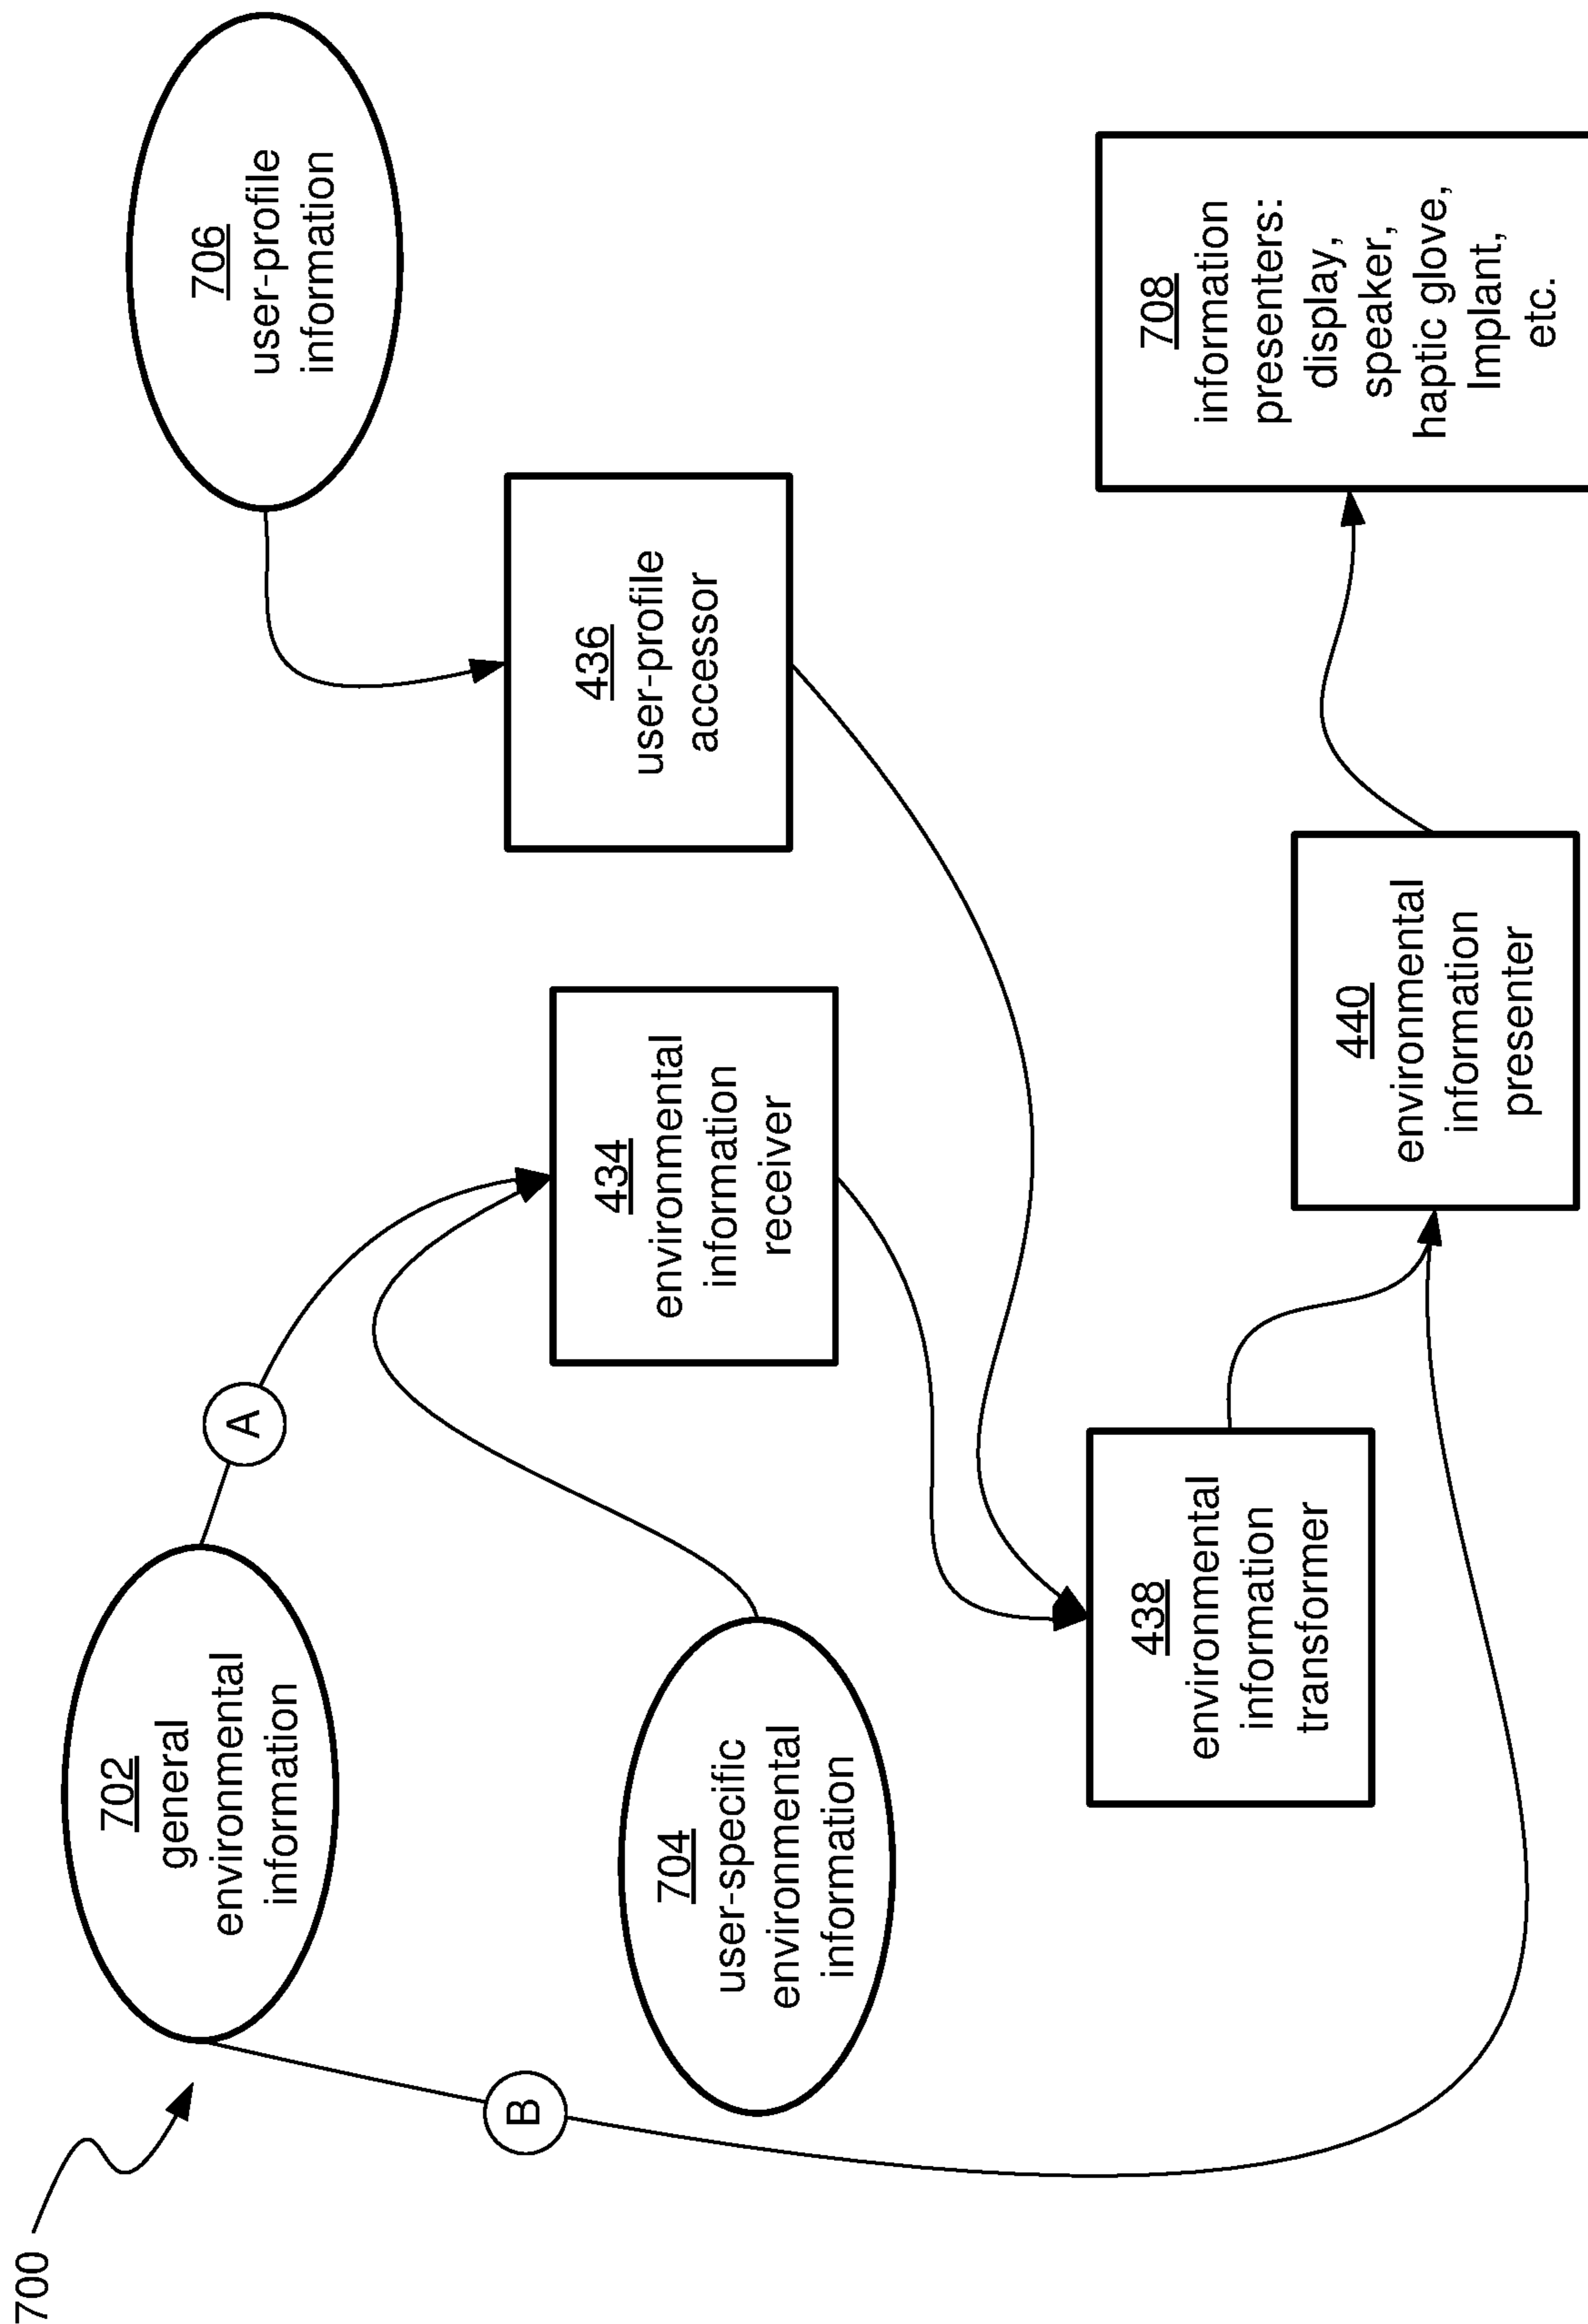 700
702
general
environmental
information
A
706
user-profile
information
B
704
user-specific
environmental
information
434
environmental
information
receiver
436
user-profile
accessor
438
environmental
information
transformer
440
environmental
information
presenter
708
information
presenters:
display,
speaker,
haptic glove,
Implant,
etc.